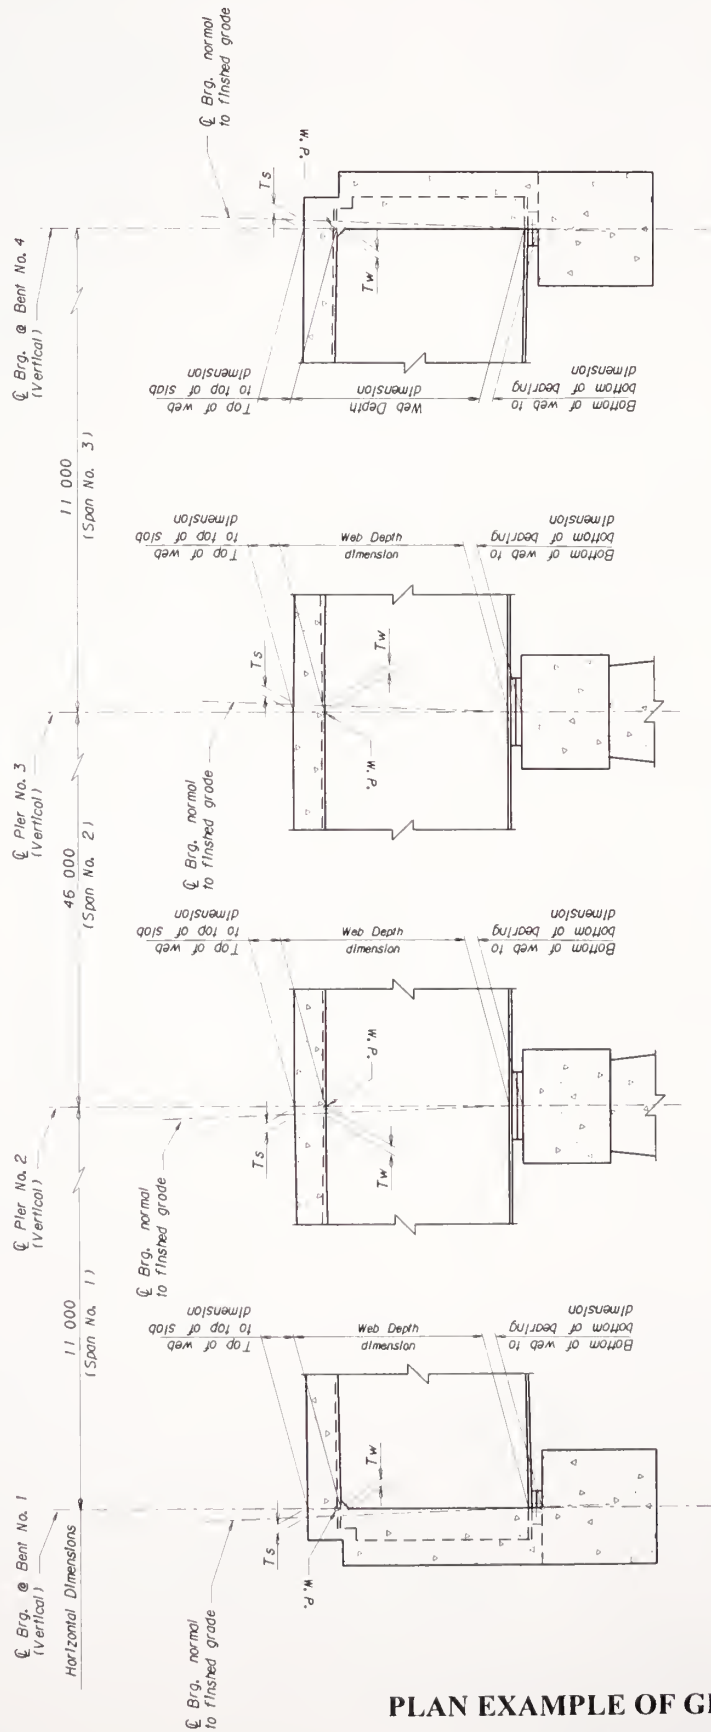 ℄ Brg. @ Bent No. 1
(Vertical)
Horizontal Dimensions
11 000
(Span No. 1)
℄ Pier No. 2
(Vertical)
46 000
(Span No. 2)
℄ Pier No. 3
(Vertical)
11 000
(Span No. 3)
℄ Brg. @ Bent No. 4
(Vertical)
℄ Brg. normal
to finshed grade
Ts
W. P.
Tw
Top of web
to top of slab
dimension
Web Depth
dimension
Bottom of web to
bottom of bearing
dimension
℄ Brg. normal
to finshed grade
Ts
Tw
W. P.
Top of web
to top of slab
dimension
Web Depth
dimension
Bottom of web to
bottom of bearing
dimension
℄ Brg. normal
to finshed grade
Ts
Tw
W. P.
Top of web
to top of slab
dimension
Web Depth
dimension
Bottom of web to
bottom of bearing
dimension
℄ Brg. normal
to finshed grade
Ts
W. P.
Tw
Top of web
to top of slab
dimension
Web Depth
dimension
Bottom of web to
bottom of bearing
dimension
PLAN EXAMPLE OF